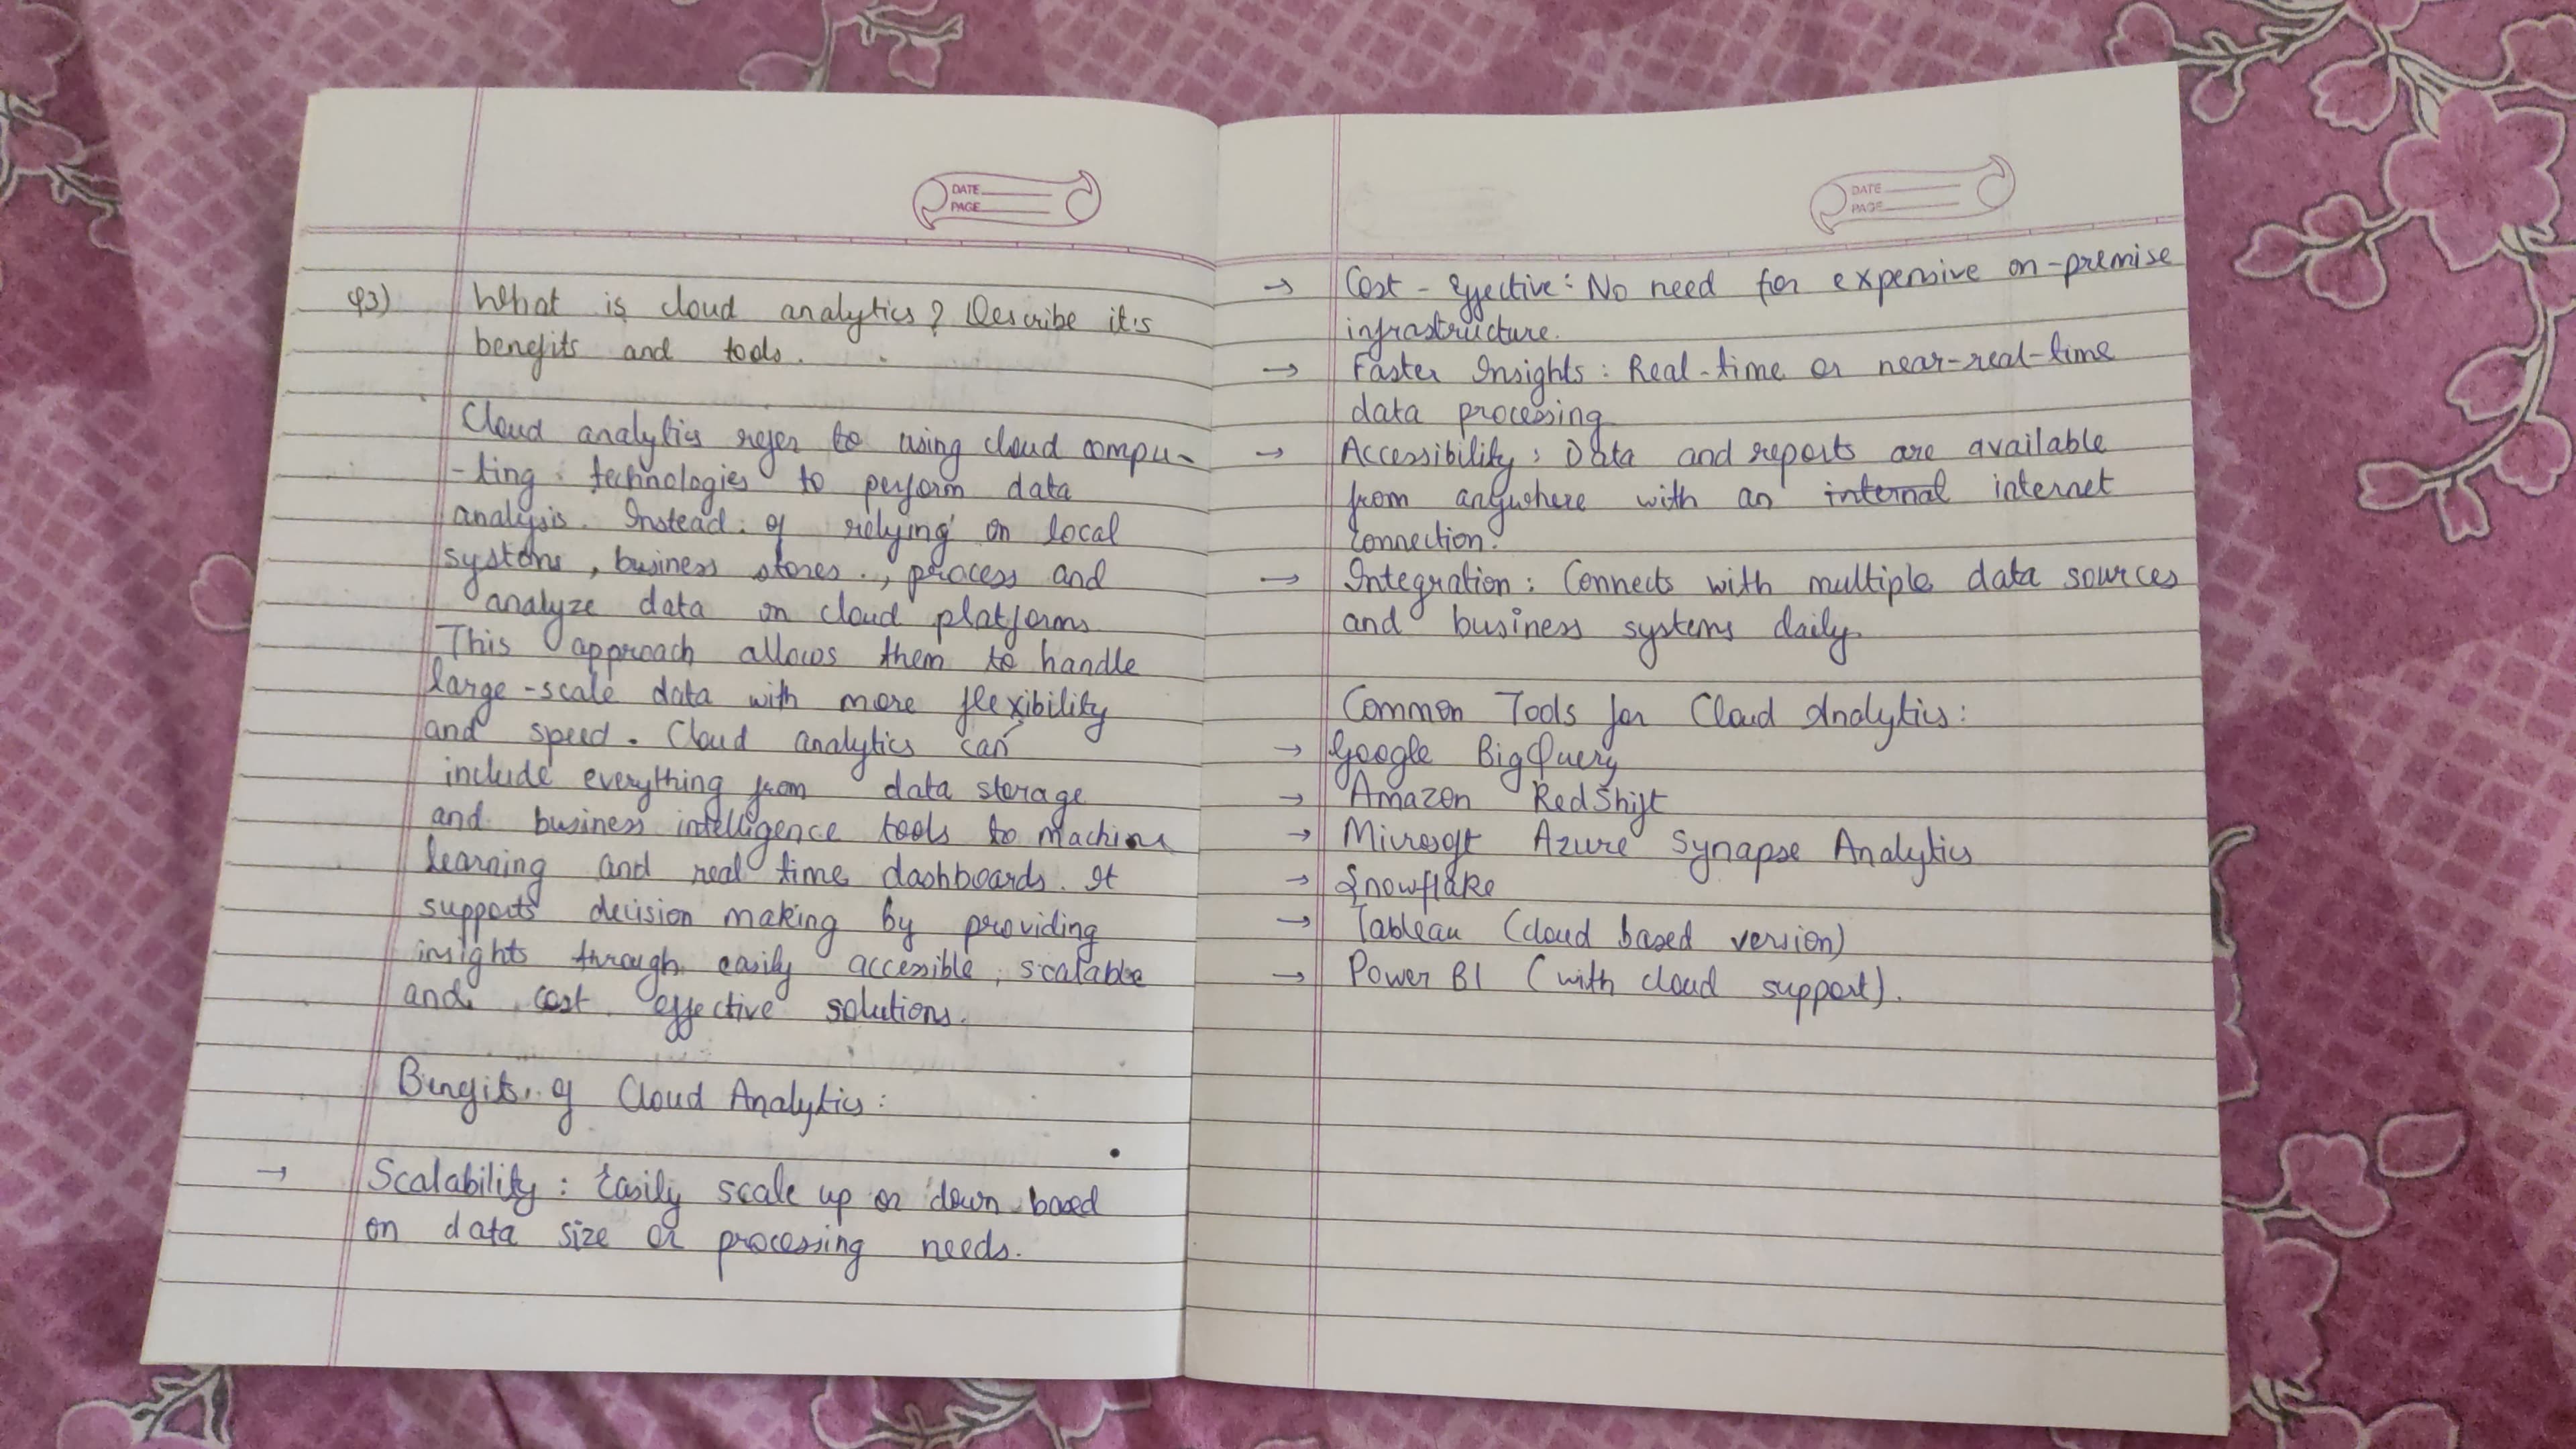 DATE
PAGE
Q3) What is cloud analytics? Describe it's
benefits and tools.
Cloud analytics refer to using cloud compu-
-ting technologies to perform data
analysis. Instead of relying on local
systems, business stores, process and
analyze data on cloud platforms
This approach allows them to handle
large-scale data with more flexibility
and speed. Cloud analytics can
include everything from data storage
and business intelligence tools to machine
learning and real time dashboards. It
supports decision making by providing
insights through easily accessible, scalable
and cost effective solutions.
Benefits of Cloud Analytics:
→ Scalability: Easily scale up or down based
on data size or processing needs.
DATE
PAGE
→ Cost-Effective: No need for expensive on-premise
infrastructure.
→ Faster Insights: Real-time or near-real-time
data processing
→ Accessibility: Data and reports are available
from anywhere with an internal internet
connection.
→ Integration: Connects with multiple data sources
and business systems daily.
Common Tools for Cloud Analytics:
→ Google BigQuery
→ Amazon RedShift
→ Microsoft Azure Synapse Analytics
→ Snowflake
→ Tableau (cloud based version)
→ Power BI (with cloud support).